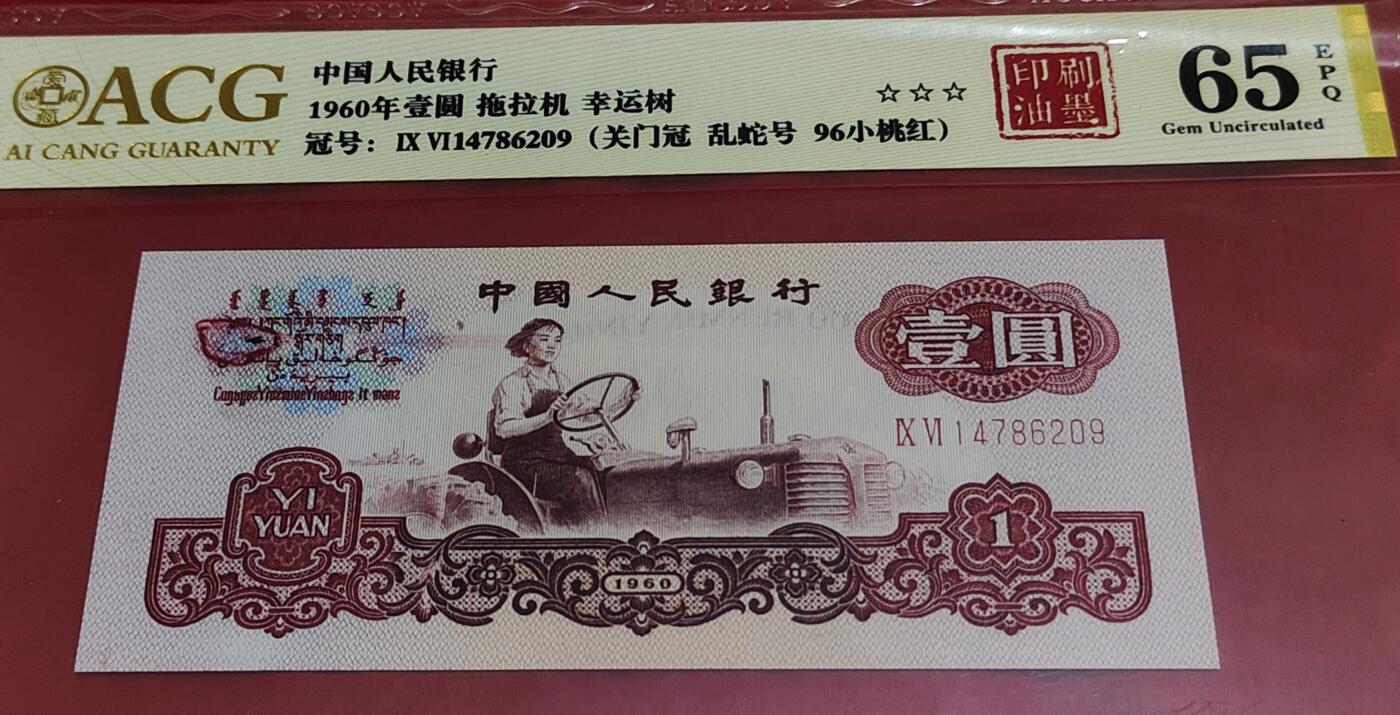 ACG
AI CANG GUARANTY
中国人民银行
1960年壹圆 拖拉机 幸运树
冠号：Ⅸ Ⅵ14786209（关门冠 乱蛇号 96小桃红）
☆☆☆
印刷
油墨
65
EPQ
Gem Uncirculated
中國人民銀行
壹圓
Ⅸ Ⅵ 14786209
YI
YUAN
1960
1